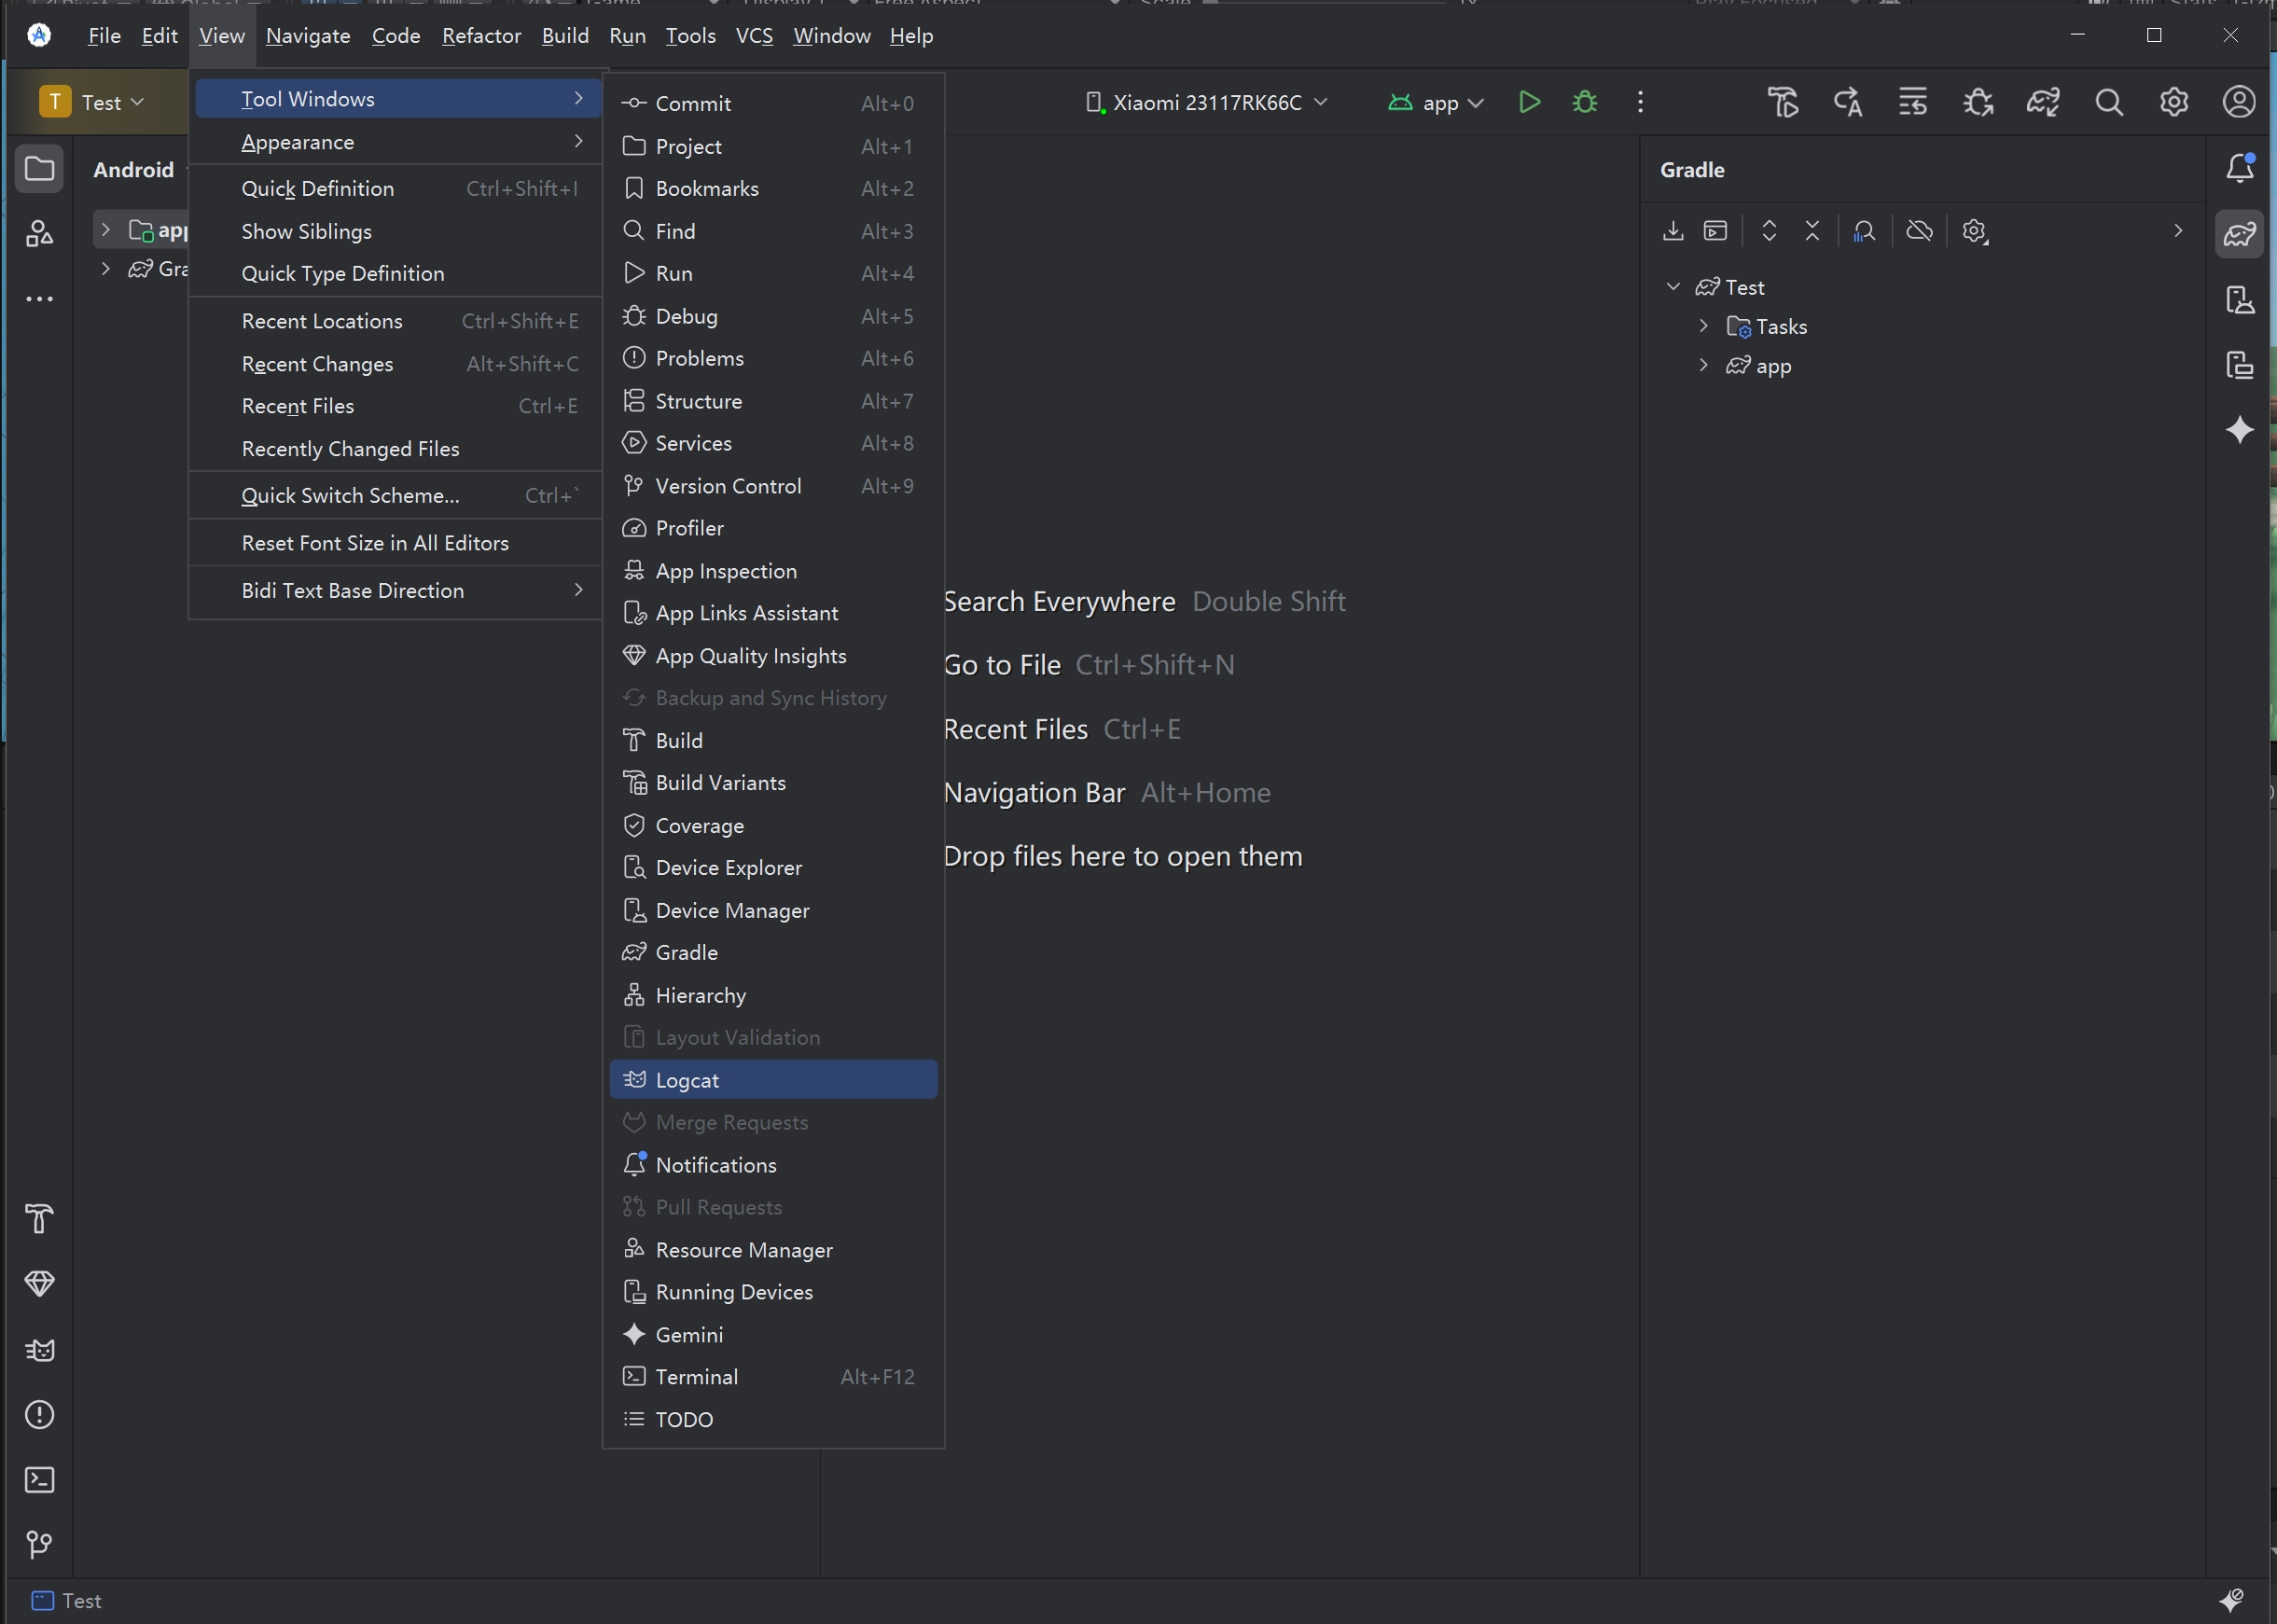 File Edit View Navigate Code Refactor Build Run Tools VCS Window Help
T Test
Xiaomi 23117RK66C
app
Android
app
Gra
Tool Windows
Appearance
Quick Definition Ctrl+Shift+I
Show Siblings
Quick Type Definition
Recent Locations Ctrl+Shift+E
Recent Changes Alt+Shift+C
Recent Files Ctrl+E
Recently Changed Files
Quick Switch Scheme... Ctrl+`
Reset Font Size in All Editors
Bidi Text Base Direction
Commit Alt+0
Project Alt+1
Bookmarks Alt+2
Find Alt+3
Run Alt+4
Debug Alt+5
Problems Alt+6
Structure Alt+7
Services Alt+8
Version Control Alt+9
Profiler
App Inspection
App Links Assistant
App Quality Insights
Backup and Sync History
Build
Build Variants
Coverage
Device Explorer
Device Manager
Gradle
Hierarchy
Layout Validation
Logcat
Merge Requests
Notifications
Pull Requests
Resource Manager
Running Devices
Gemini
Terminal Alt+F12
TODO
Search Everywhere Double Shift
Go to File Ctrl+Shift+N
Recent Files Ctrl+E
Navigation Bar Alt+Home
Drop files here to open them
Gradle
Test
Tasks
app
Test